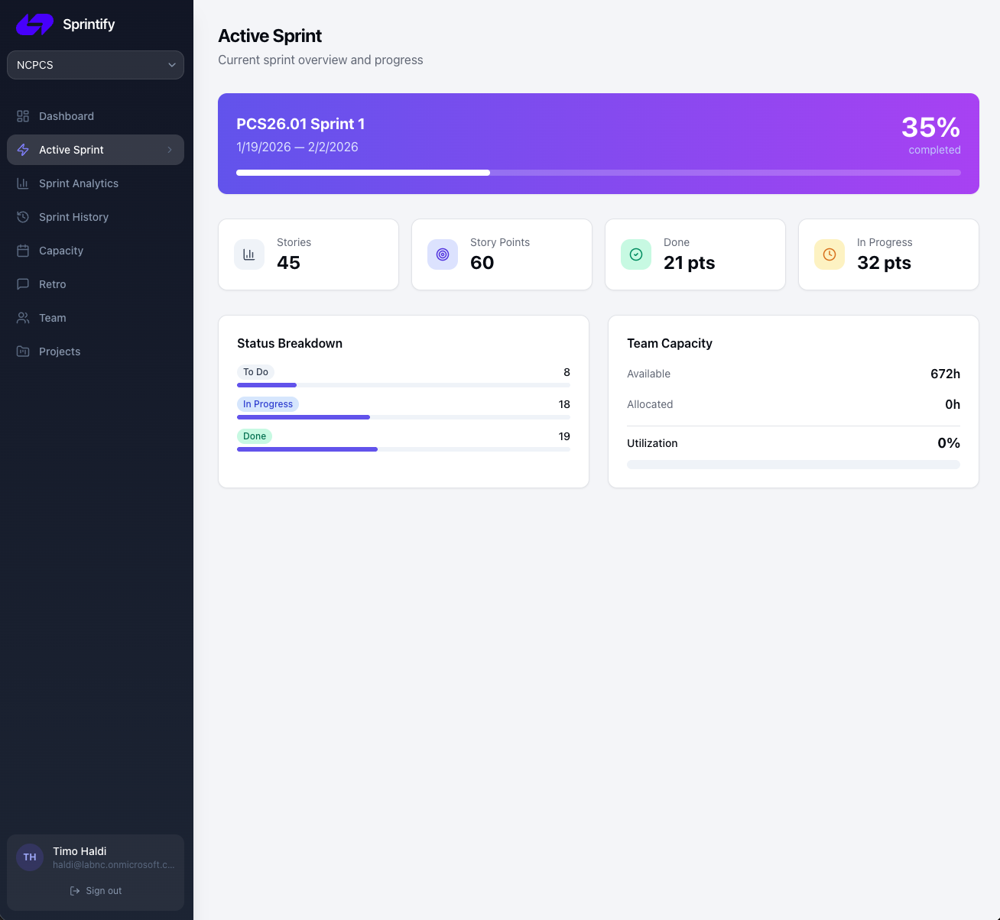 Sprintify
NCPCS
Dashboard
Active Sprint
Sprint Analytics
Sprint History
Capacity
Retro
Team
Projects
TH
Timo Haldi
haldi@labnc.onmicrosoft.c...
Sign out
Active Sprint
Current sprint overview and progress
PCS26.01 Sprint 1
1/19/2026 — 2/2/2026
35%
completed
Stories
45
Story Points
60
Done
21 pts
In Progress
32 pts
Status Breakdown
To Do 8
In Progress 18
Done 19
Team Capacity
Available 672h
Allocated 0h
Utilization 0%